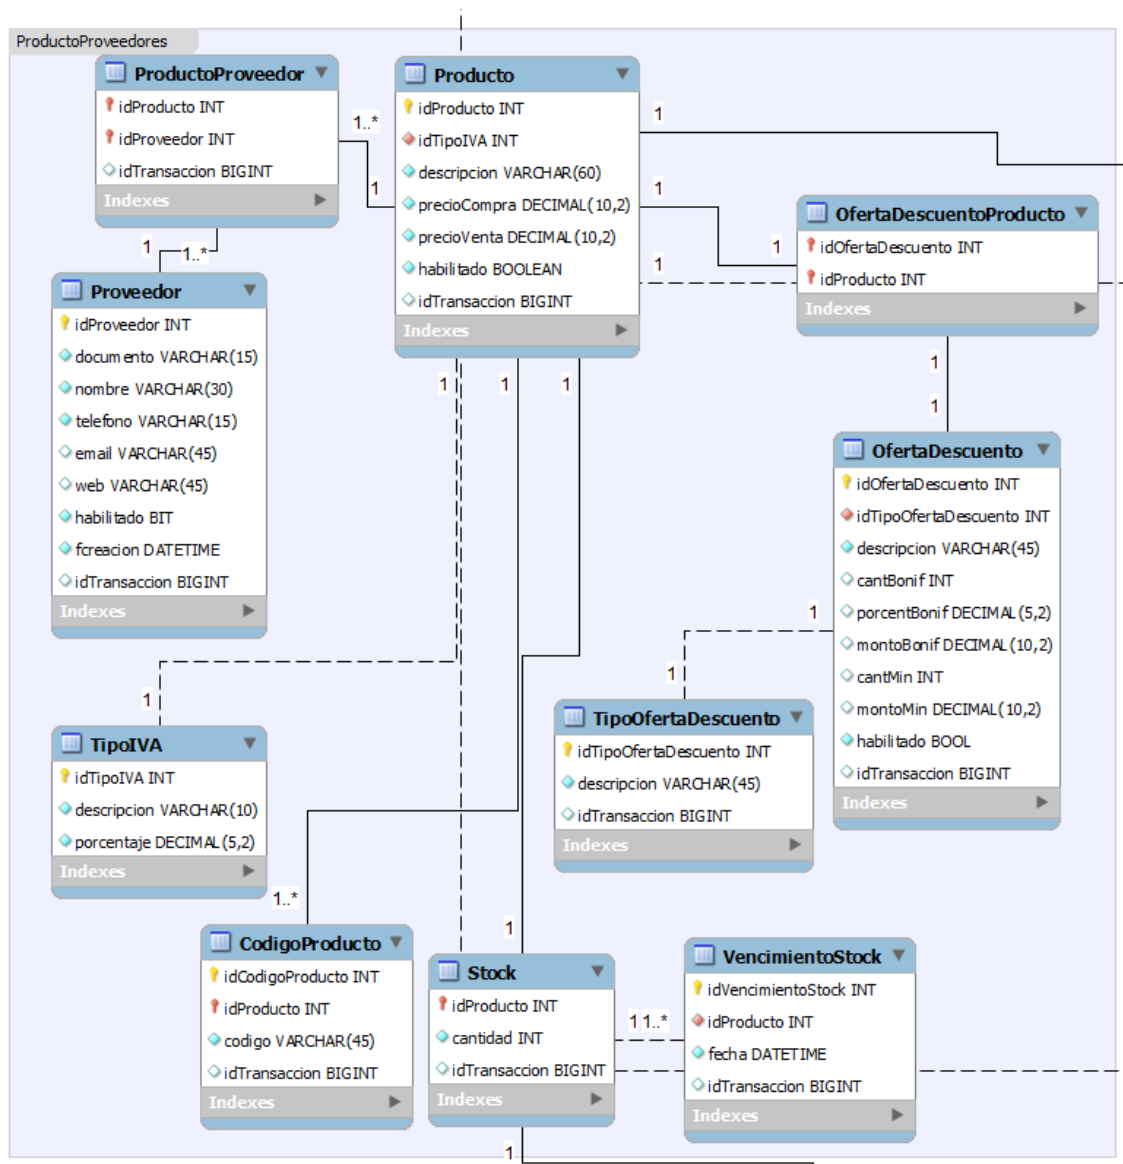 ProductoProveedores
ProductoProveedor
idProducto INT
idProveedor INT
idTransaccion BIGINT
Indexes
1..*
1
1
1..*
Proveedor
idProveedor INT
documento VARCHAR(15)
nombre VARCHAR(30)
telefono VARCHAR(15)
email VARCHAR(45)
web VARCHAR(45)
habilitado BIT
fcreacion DATETIME
idTransaccion BIGINT
Indexes
Producto
idProducto INT
idTipoIVA INT
descripcion VARCHAR(60)
precioCompra DECIMAL(10,2)
precioVenta DECIMAL(10,2)
habilitado BOOLEAN
idTransaccion BIGINT
Indexes
1
1
1
1
1
1
1
OfertaDescuentoProducto
idOfertaDescuento INT
idProducto INT
Indexes
1
1
OfertaDescuento
idOfertaDescuento INT
idTipoOfertaDescuento INT
descripcion VARCHAR(45)
cantBonif INT
porcentBonif DECIMAL(5,2)
montoBonif DECIMAL(10,2)
cantMin INT
montoMin DECIMAL(10,2)
habilitado BOOL
idTransaccion BIGINT
Indexes
1
1
TipoOfertaDescuento
idTipoOfertaDescuento INT
descripcion VARCHAR(45)
idTransaccion BIGINT
Indexes
1
TipoIVA
idTipoIVA INT
descripcion VARCHAR(10)
porcentaje DECIMAL(5,2)
Indexes
1..*
CodigoProducto
idCodigoProducto INT
idProducto INT
codigo VARCHAR(45)
idTransaccion BIGINT
Indexes
1
Stock
idProducto INT
cantidad INT
idTransaccion BIGINT
Indexes
1
1 1..*
VencimientoStock
idVencimientoStock INT
idProducto INT
fecha DATETIME
idTransaccion BIGINT
Indexes